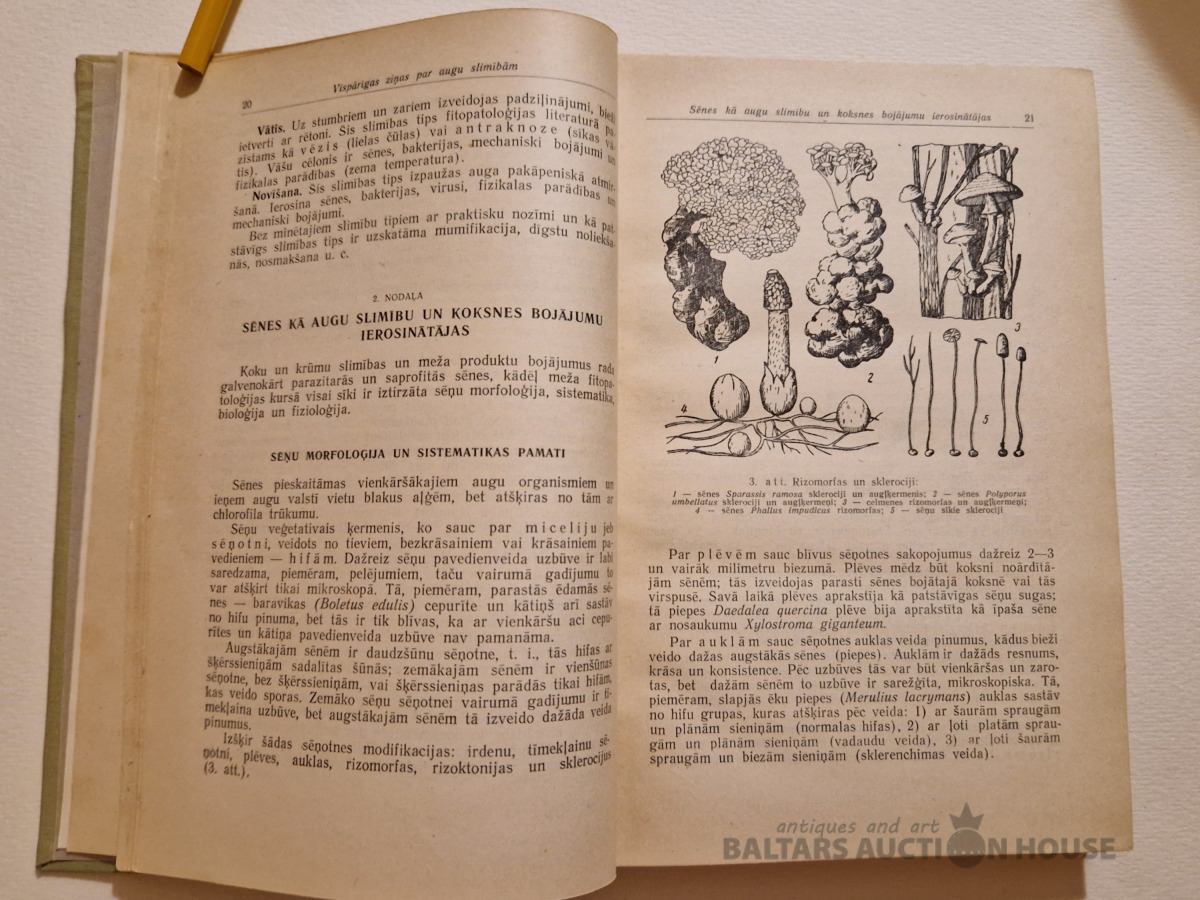 20
Vispārīgas ziņas par augu slimībām
Vātis. Uz stumbriem un zariem izveidojas padziļinājumi, bieži
ietverti ar rētoni. Šis slimības tips fitopatoloģijas literatūrā pa-
zīstams kā vēzis (lielas čūlas) vai antraknoze (sīkas vā-
tis). Vāšu cēlonis ir sēnes, bakterijas, mechaniski bojājumi un
fizikalas parādības (zema temperatura).
Novīšana. Šis slimības tips izpaužas auga pakāpeniskā atmir-
šanā. Ierosina sēnes, bakterijas, virusi, fizikalas parādības un
mechaniski bojājumi.
Bez minētajiem slimību tipiem ar praktisku nozīmi un kā pat-
stāvīgs slimības tips ir uzskatāma mumifikacija, dīgstu noliekša-
nās, nosmakšana u. c.
2. NODAĻA
SĒNES KĀ AUGU SLIMĪBU UN KOKSNES BOJĀJUMU
IEROSINĀTĀJAS
Koku un krūmu slimības un meža produktu bojājumus rada
galvenokārt parazitarās un saprofitās sēnes, kādēļ meža fitopa-
toloģijas kursā visai sīki ir iztirzāta sēņu morfoloģija, sistematika,
bioloģija un fizioloģija.
SĒŅU MORFOLOĢIJA UN SISTEMATIKAS PAMATI
Sēnes pieskaitāmas vienkāršākajiem augu organismiem un
ieņem augu valstī vietu blakus aļģēm, bet atšķiras no tām ar
chlorofila trūkumu.
Sēņu veģetatīvais ķermenis, ko sauc par miceliju jeb
sēņotni, veidots no tieviem, bezkrāsainiem vai krāsainiem pa-
vedieniem — hifām. Dažreiz sēņu pavedienveida uzbūve ir labi
saredzama, piemēram, pelējumiem, taču vairumā gadījumu to
var atšķirt tikai mikroskopā. Tā, piemēram, parastās ēdamās sē-
nes — baravikas (Boletus edulis) cepurīte un kātiņš arī sastāv
no hifu pinuma, bet tās ir tik blīvas, ka ar vienkāršu aci cepu-
rītes un kātiņa pavedienveida uzbūve nav pamanāma.
Augstākajām sēnēm ir daudzšūnu sēņotne, t. i., tās hifas ar
šķērssieniņām sadalītas šūnās; zemākajām sēnēm ir vienšūnas
sēņotne, bez šķērssieniņām, vai šķērssieniņas parādās tikai hifām,
kas veido sporas. Zemāko sēņu sēņotnei vairumā gadījumu ir tī-
mekļaina uzbūve, bet augstākajām sēnēm tā izveido dažāda veida
pinumus.
Izšķir šādas sēņotnes modifikacijas: irdenu, tīmekļainu sē-
ņotni, plēves, auklas, rizomorfas, rizoktonijas un sklerocijus
(3. att.).
Sēnes kā augu slimību un koksnes bojājumu ierosinātājas
21
1
2
3
4
5
3. att. Rizomorfas un sklerociji:
1 — sēnes Sparassis ramosa sklerociji un augļķermenis; 2 — sēnes Polyporus
umbellatus sklerociji un augļķermeņi; 3 — celmenes rizomorfas un augļķermeņi;
4 — sēnes Phallus impudicus rizomorfas; 5 — sēņu sīkie sklerociji
Par plēvēm sauc blīvus sēņotnes sakopojumus dažreiz 2—3
un vairāk milimetru biezumā. Plēves mēdz būt koksni noārdītā-
jām sēnēm; tās izveidojas parasti sēnes bojātajā koksnē vai tās
virspusē. Savā laikā plēves aprakstīja kā patstāvīgas sēņu sugas;
tā piepes Daedalea quercina plēve bija aprakstīta kā īpaša sēne
ar nosaukumu Xylostroma giganteum.
Par auklām sauc sēņotnes auklas veida pinumus, kādus bieži
veido dažas augstākās sēnes (piepes). Auklām ir dažāds resnums,
krāsa un konsistence. Pēc uzbūves tās var būt vienkāršas un zaro-
tas, bet dažām sēnēm to uzbūve ir sarežģīta, mikroskopiska. Tā,
piemēram, slapjās ēku piepes (Merulius lacrymans) auklas sastāv
no hifu grupas, kuras atšķiras pēc veida: 1) ar šaurām spraugām
un plānām sieniņām (normalas hifas), 2) ar ļoti platām sprau-
gām un plānām sieniņām (vadaudu veida), 3) ar ļoti šaurām
spraugām un biezām sieniņām (sklerenchimas veida).
antiques and art
BALTARS AUCTION HOUSE